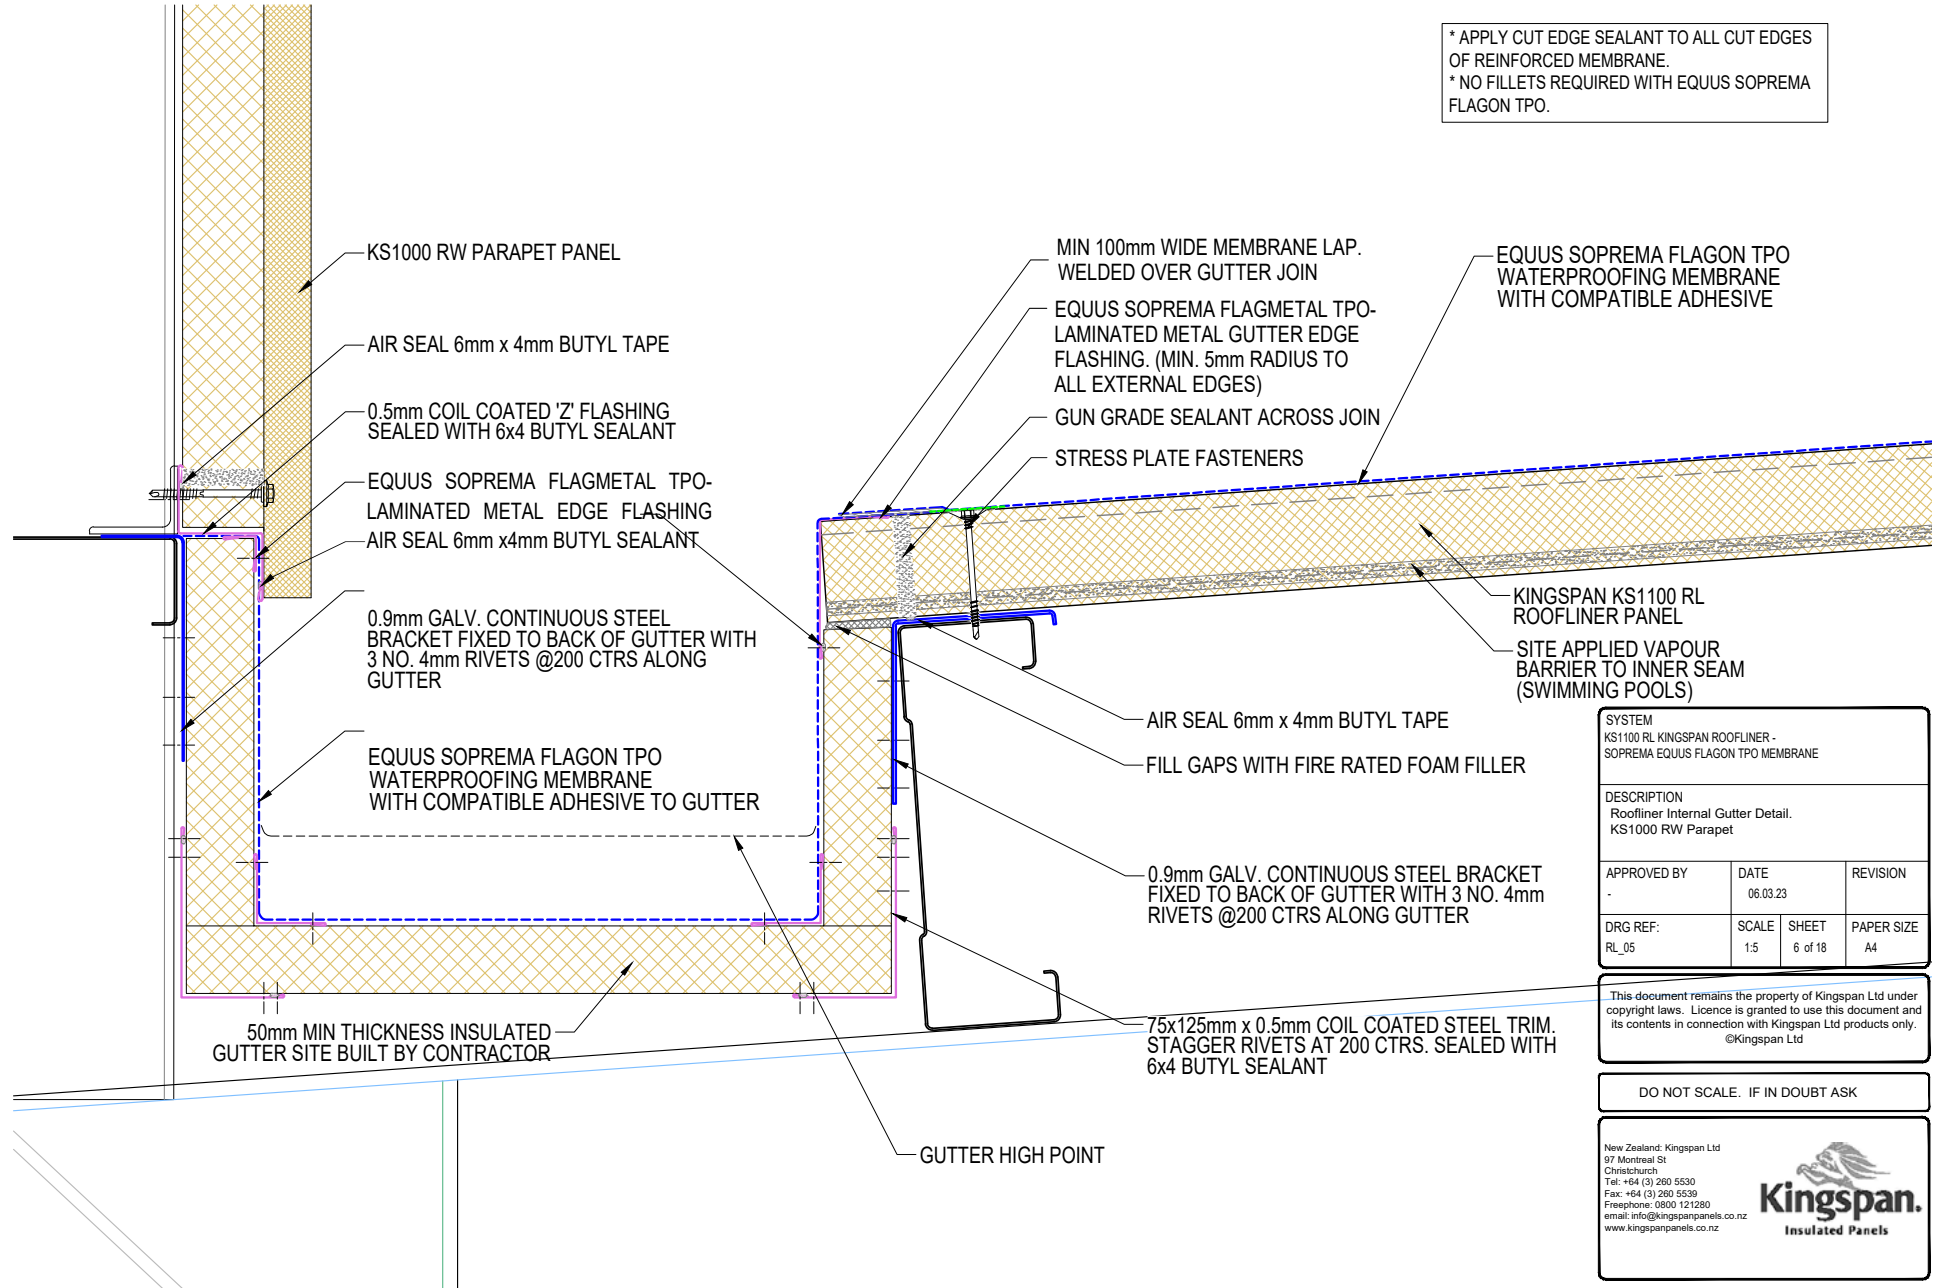 * APPLY CUT EDGE SEALANT TO ALL CUT EDGES
OF REINFORCED MEMBRANE.
* NO FILLETS REQUIRED WITH EQUUS SOPREMA
FLAGON TPO.
KS1000 RW PARAPET PANEL
AIR SEAL 6mm x 4mm BUTYL TAPE
0.5mm COIL COATED 'Z' FLASHING
SEALED WITH 6x4 BUTYL SEALANT
EQUUS SOPREMA FLAGMETAL TPO-
LAMINATED METAL EDGE FLASHING
AIR SEAL 6mm x4mm BUTYL SEALANT
0.9mm GALV. CONTINUOUS STEEL
BRACKET FIXED TO BACK OF GUTTER WITH
3 NO. 4mm RIVETS @200 CTRS ALONG
GUTTER
EQUUS SOPREMA FLAGON TPO
WATERPROOFING MEMBRANE
WITH COMPATIBLE ADHESIVE TO GUTTER
50mm MIN THICKNESS INSULATED
GUTTER SITE BUILT BY CONTRACTOR
MIN 100mm WIDE MEMBRANE LAP.
WELDED OVER GUTTER JOIN
EQUUS SOPREMA FLAGMETAL TPO-
LAMINATED METAL GUTTER EDGE
FLASHING. (MIN. 5mm RADIUS TO
ALL EXTERNAL EDGES)
GUN GRADE SEALANT ACROSS JOIN
STRESS PLATE FASTENERS
EQUUS SOPREMA FLAGON TPO
WATERPROOFING MEMBRANE
WITH COMPATIBLE ADHESIVE
KINGSPAN KS1100 RL
ROOFLINER PANEL
SITE APPLIED VAPOUR
BARRIER TO INNER SEAM
(SWIMMING POOLS)
AIR SEAL 6mm x 4mm BUTYL TAPE
FILL GAPS WITH FIRE RATED FOAM FILLER
0.9mm GALV. CONTINUOUS STEEL BRACKET
FIXED TO BACK OF GUTTER WITH 3 NO. 4mm
RIVETS @200 CTRS ALONG GUTTER
75x125mm x 0.5mm COIL COATED STEEL TRIM.
STAGGER RIVETS AT 200 CTRS. SEALED WITH
6x4 BUTYL SEALANT
GUTTER HIGH POINT
SYSTEM
KS1100 RL KINGSPAN ROOFLINER -
SOPREMA EQUUS FLAGON TPO MEMBRANE
DESCRIPTION
Roofliner Internal Gutter Detail.
KS1000 RW Parapet
APPROVED BY DATE REVISION
- 06.03.23
DRG REF: SCALE SHEET PAPER SIZE
RL_05 1:5 6 of 18 A4
This document remains the property of Kingspan Ltd under
copyright laws. Licence is granted to use this document and
its contents in connection with Kingspan Ltd products only.
©Kingspan Ltd
DO NOT SCALE. IF IN DOUBT ASK
New Zealand: Kingspan Ltd
97 Montreal St
Christchurch
Tel: +64 (3) 260 5530
Fax: +64 (3) 260 5539
Freephone: 0800 121280
email: info@kingspanpanels.co.nz
www.kingspanpanels.co.nz
Kingspan.
Insulated Panels